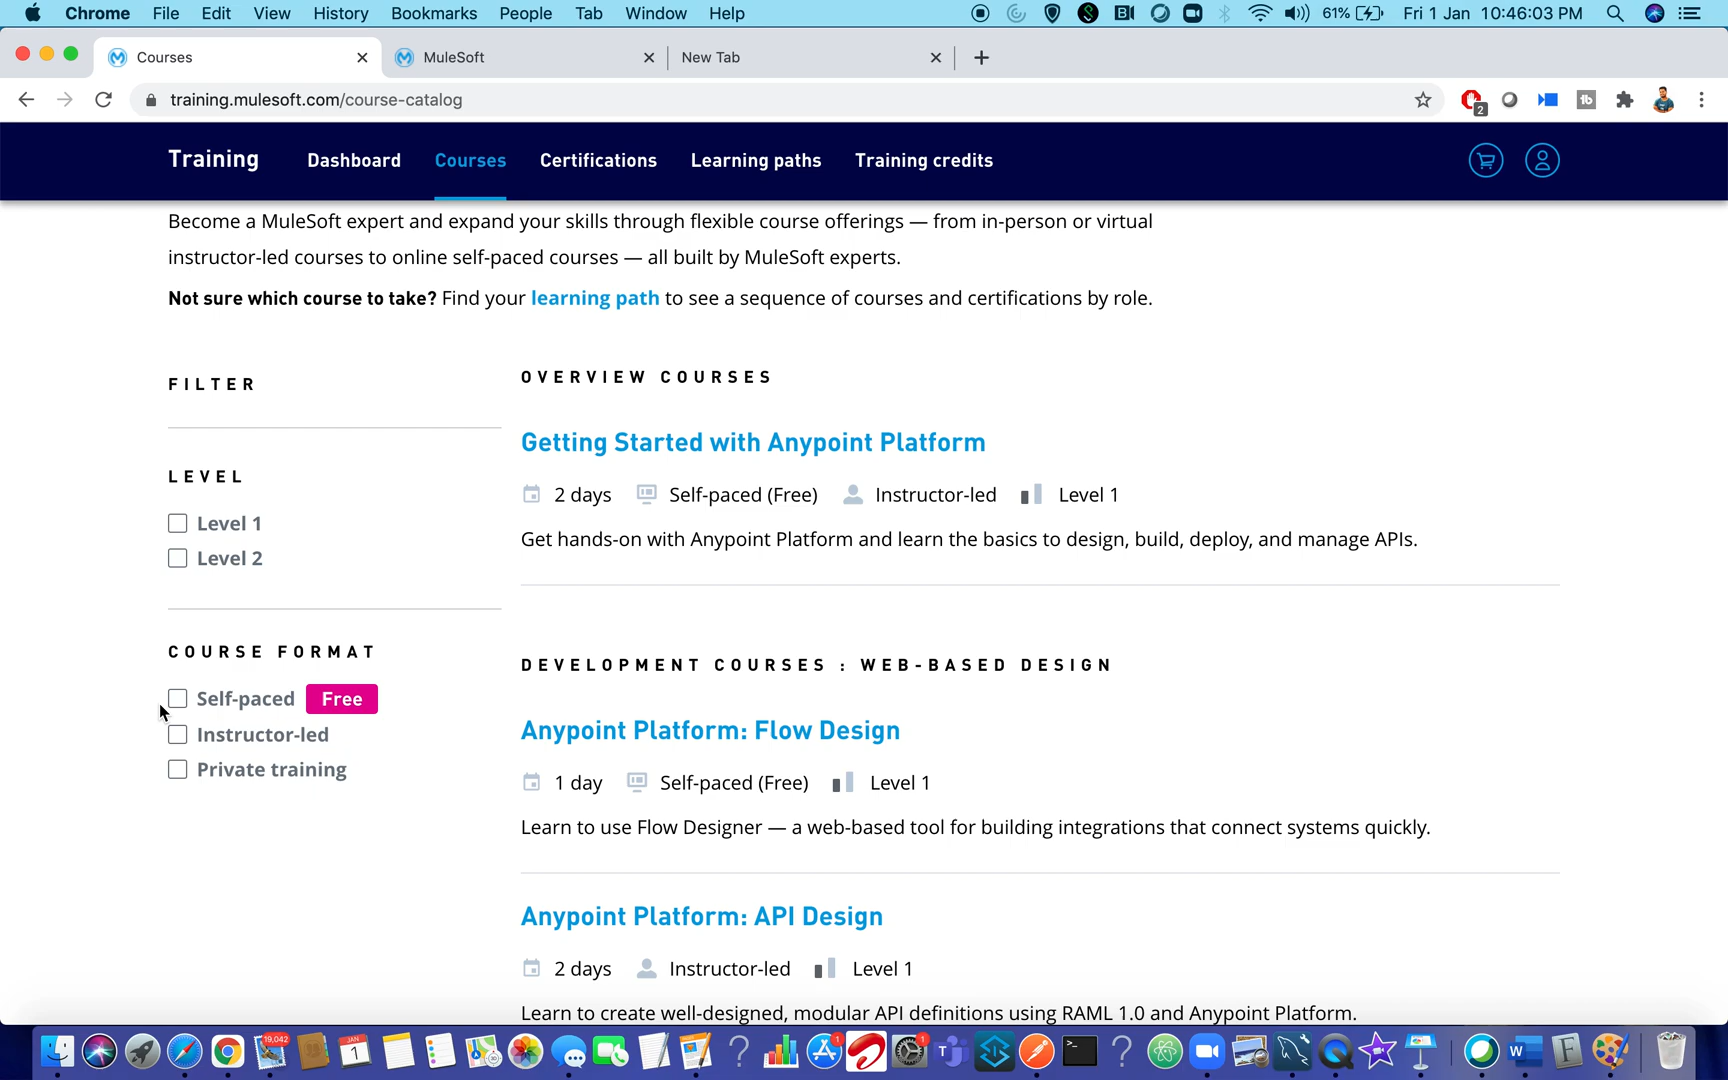 Chrome File Edit View History Bookmarks People Tab Window Help 61% Fri 1 Jan 10:46:03 PM
Courses MuleSoft New Tab
training.mulesoft.com/course-catalog 2
Training Dashboard Courses Certifications Learning paths Training credits
Become a MuleSoft expert and expand your skills through flexible course offerings — from in-person or virtual
instructor-led courses to online self-paced courses — all built by MuleSoft experts.
Not sure which course to take? Find your learning path to see a sequence of courses and certifications by role.
FILTER
LEVEL
Level 1
Level 2
COURSE FORMAT
Self-paced Free
Instructor-led
Private training
OVERVIEW COURSES
Getting Started with Anypoint Platform
2 days Self-paced (Free) Instructor-led Level 1
Get hands-on with Anypoint Platform and learn the basics to design, build, deploy, and manage APIs.
DEVELOPMENT COURSES : WEB-BASED DESIGN
Anypoint Platform: Flow Design
1 day Self-paced (Free) Level 1
Learn to use Flow Designer — a web-based tool for building integrations that connect systems quickly.
Anypoint Platform: API Design
2 days Instructor-led Level 1
Learn to create well-designed, modular API definitions using RAML 1.0 and Anypoint Platform.
19,042 JAN 1